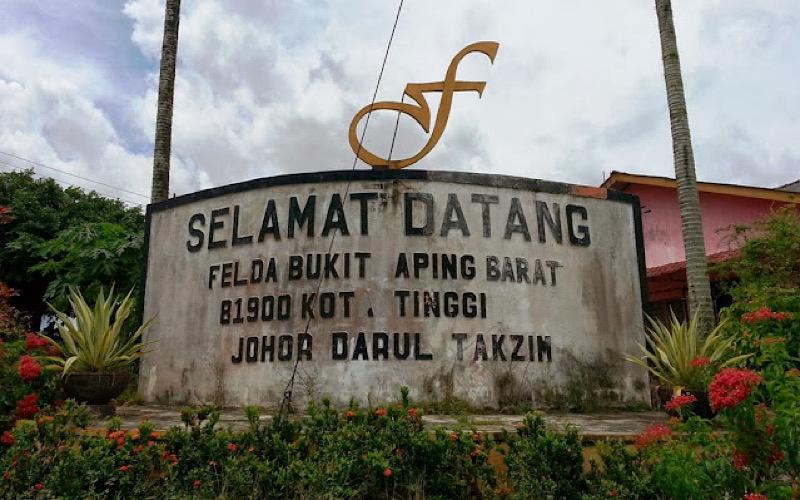 SELAMAT DATANG
FELDA BUKIT APING BARAT
81900 KOT TINGGI
JOHOR DARUL TAKZIM